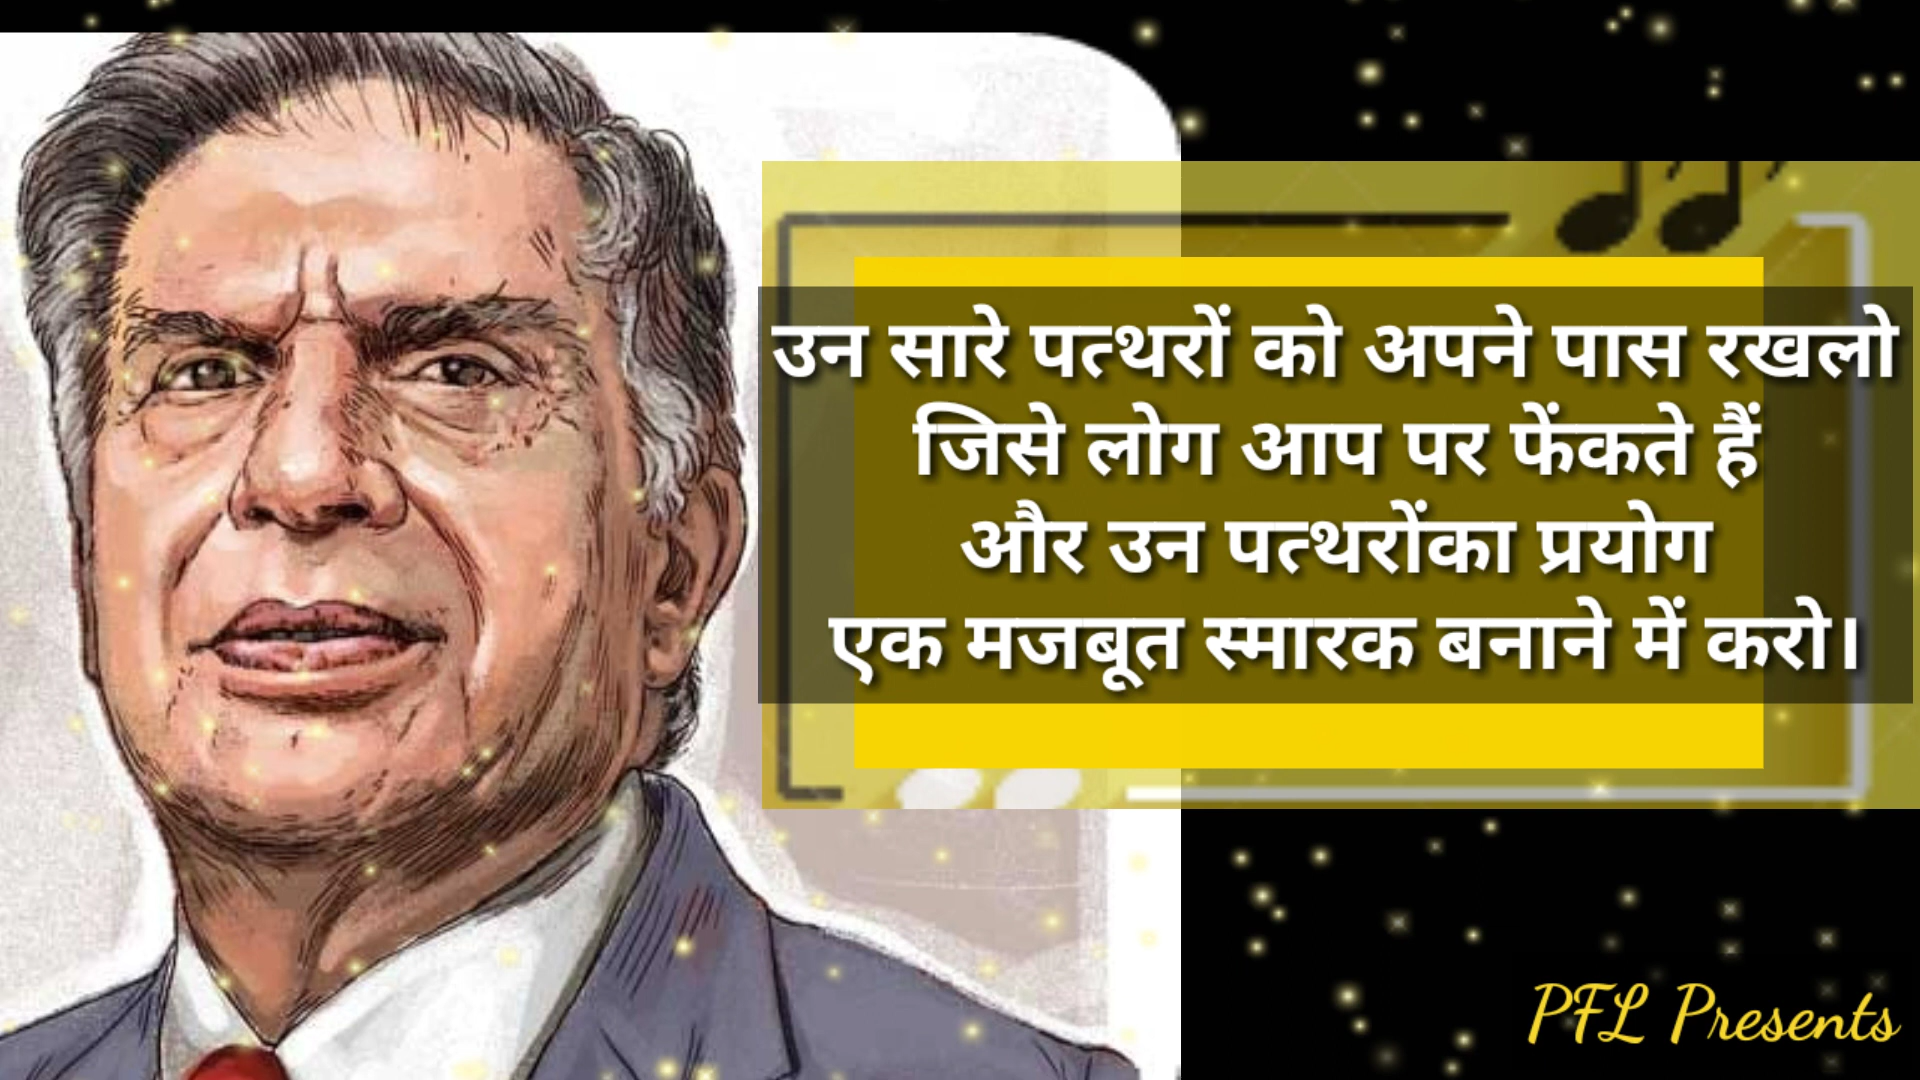 उन सारे पत्थरों को अपने पास रखलो
जिसे लोग आप पर फेंकते हैं
और उन पत्थरोंका प्रयोग
एक मजबूत स्मारक बनाने में करो।
PFL Presents